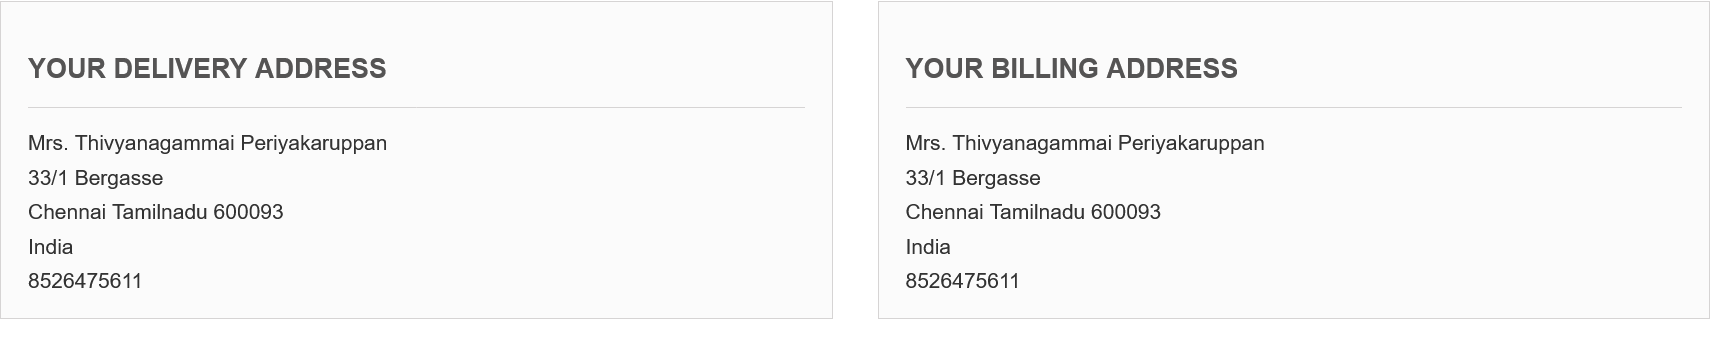 YOUR DELIVERY ADDRESS
Mrs. Thivyanagammai Periyakaruppan
33/1 Bergasse
Chennai Tamilnadu 600093
India
8526475611
YOUR BILLING ADDRESS
Mrs. Thivyanagammai Periyakaruppan
33/1 Bergasse
Chennai Tamilnadu 600093
India
8526475611